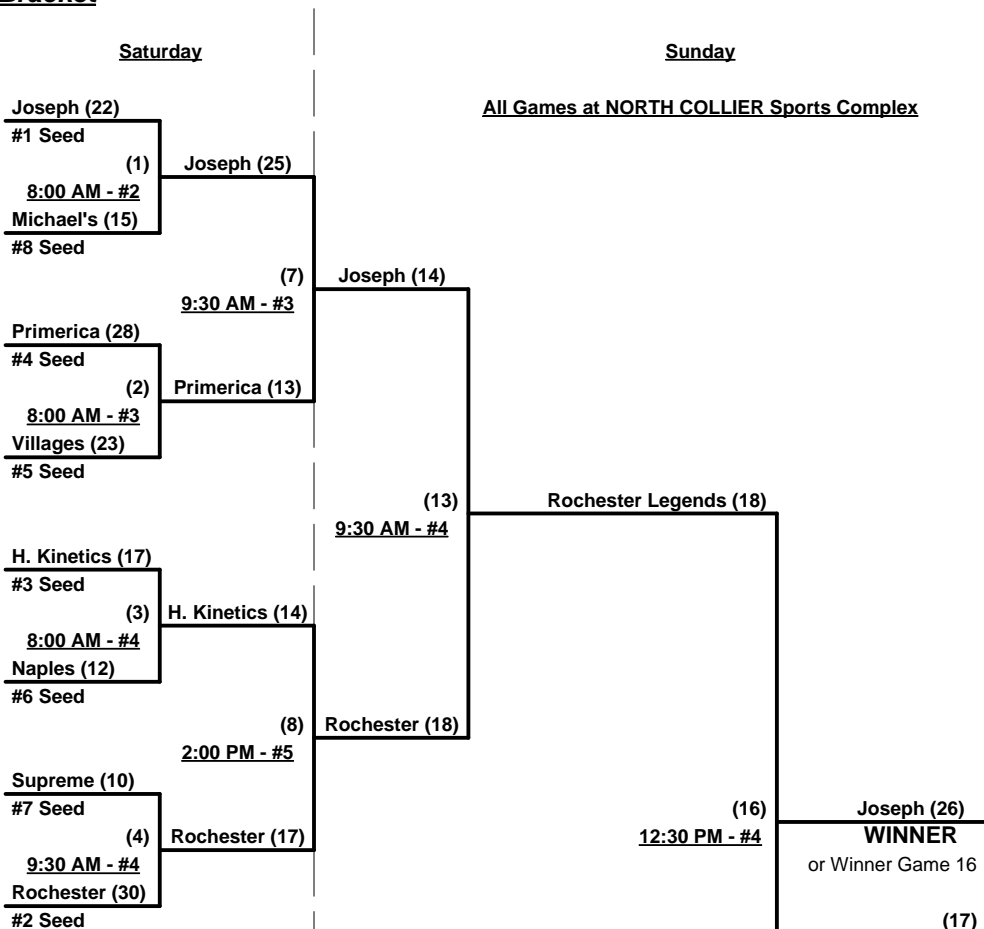 Bracket
Saturday
Sunday
All Games at NORTH COLLIER Sports Complex
Joseph (22)
#1 Seed
(1)
8:00 AM - #2
Michael's (15)
#8 Seed
Joseph (25)
(7)
9:30 AM - #3
Joseph (14)
Primerica (28)
#4 Seed
(2)
8:00 AM - #3
Villages (23)
#5 Seed
Primerica (13)
(13)
9:30 AM - #4
Rochester Legends (18)
H. Kinetics (17)
#3 Seed
(3)
8:00 AM - #4
Naples (12)
#6 Seed
H. Kinetics (14)
(8)
2:00 PM - #5
Rochester (18)
Supreme (10)
#7 Seed
(4)
9:30 AM - #4
Rochester (30)
#2 Seed
Rochester (17)
(16)
12:30 PM - #4
Joseph (26)
WINNER
or Winner Game 16
(17)